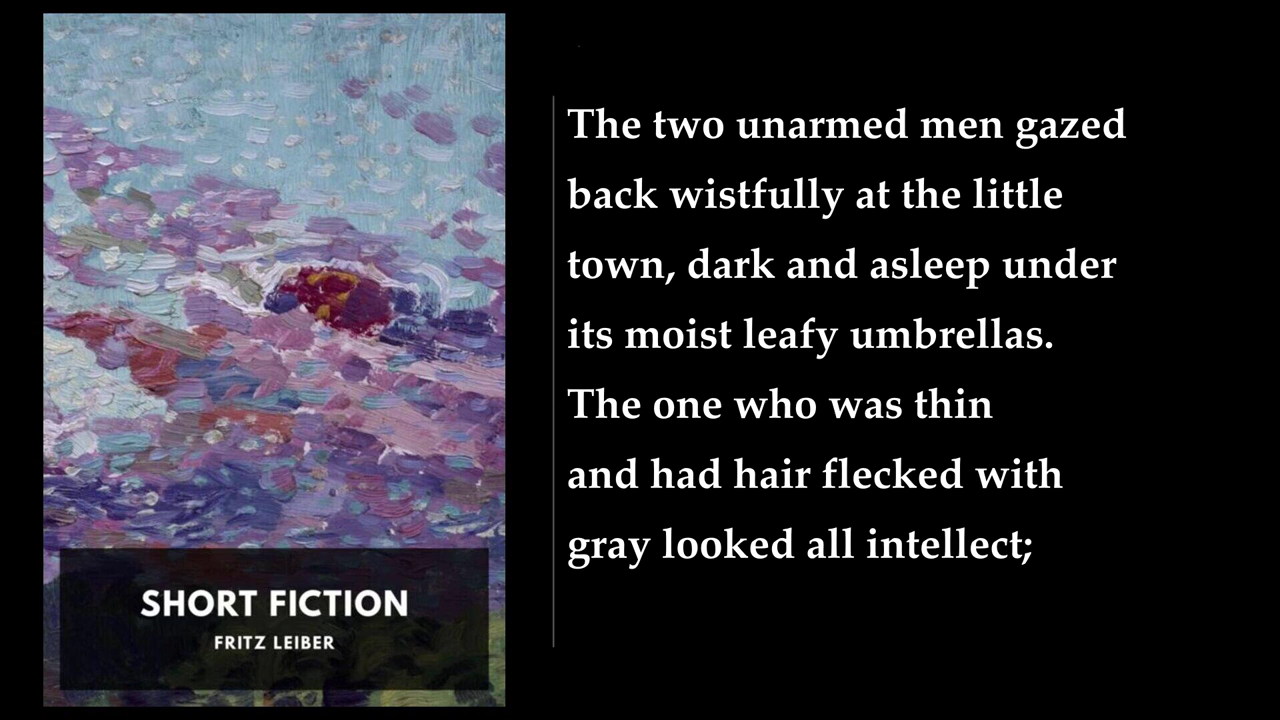 SHORT FICTION
FRITZ LEIBER
The two unarmed men gazed
back wistfully at the little
town, dark and asleep under
its moist leafy umbrellas.
The one who was thin
and had hair flecked with
gray looked all intellect;